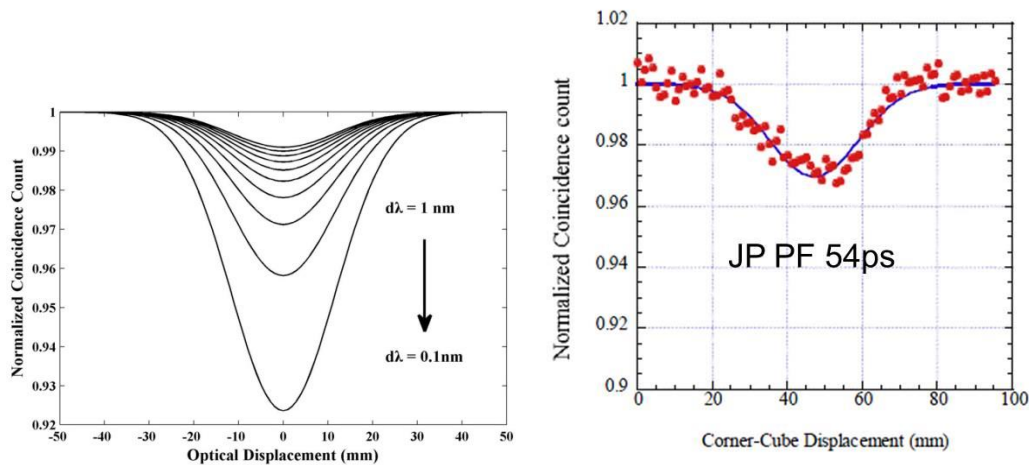 Normalized Coincidence Count
1
0.99
0.98
0.97
0.96
0.95
0.94
0.93
0.92
dλ = 1 nm
dλ = 0.1nm
-50 -40 -30 -20 -10 0 10 20 30 40 50
Optical Displacement (mm)
Normalized Coincidence count
1.02
1
0.98
0.96
0.94
0.92
0.9
JP PF 54ps
0 20 40 60 80 100
Corner-Cube Displacement (mm)